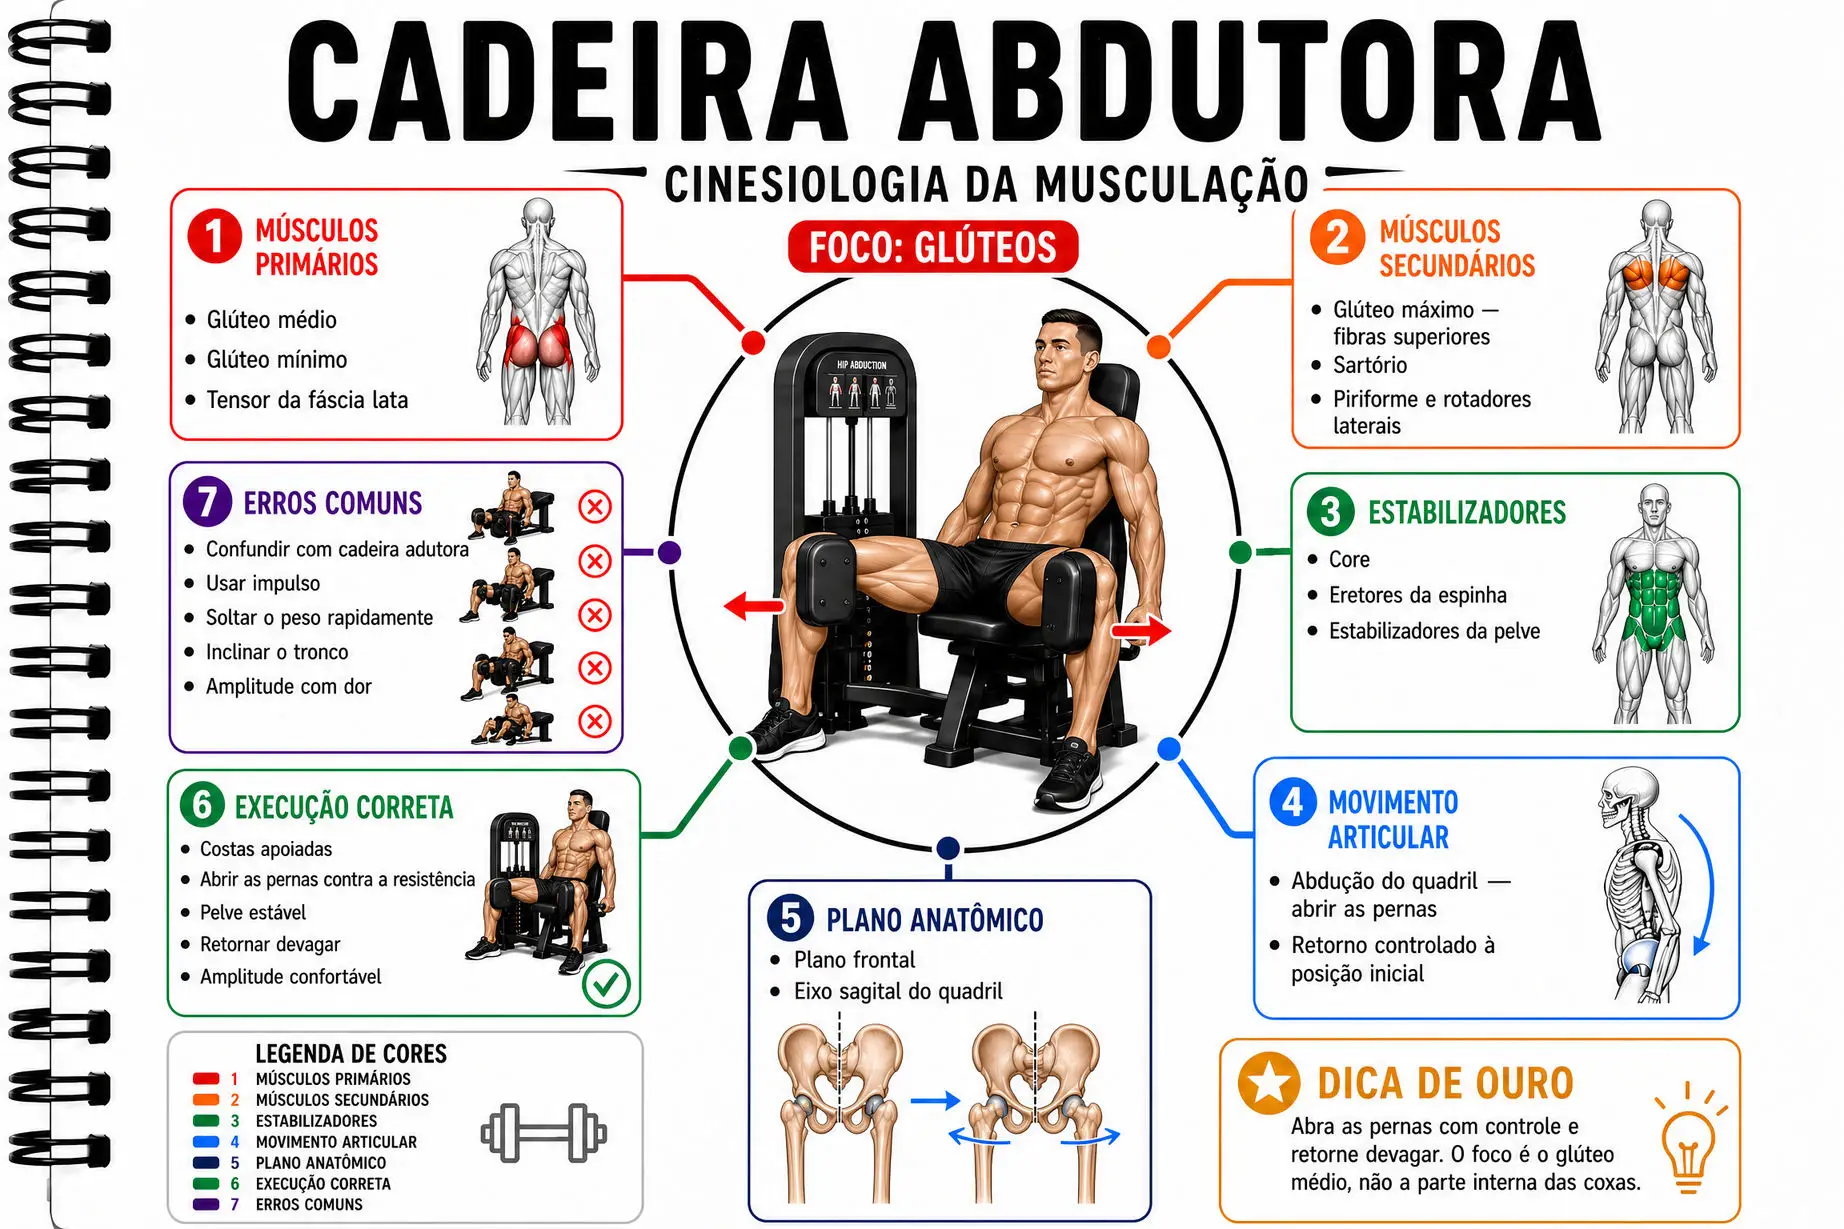 CADEIRA ABDUTORA
CINESIOLOGIA DA MUSCULAÇÃO
FOCO: GLÚTEOS
HIP ABDUCTION
1 MÚSCULOS
PRIMÁRIOS
• Glúteo médio
• Glúteo mínimo
• Tensor da fáscia lata
2 MÚSCULOS
SECUNDÁRIOS
• Glúteo máximo —
fibras superiores
• Sartório
• Piriforme e rotadores
laterais
3 ESTABILIZADORES
• Core
• Eretores da espinha
• Estabilizadores da pelve
4 MOVIMENTO
ARTICULAR
• Abdução do quadril —
abrir as pernas
• Retorno controlado à
posição inicial
5 PLANO ANATÔMICO
• Plano frontal
• Eixo sagital do quadril
6 EXECUÇÃO CORRETA
• Costas apoiadas
• Abrir as pernas contra a resistência
• Pelve estável
• Retornar devagar
• Amplitude confortável
7 ERROS COMUNS
• Confundir com cadeira adutora
• Usar impulso
• Soltar o peso rapidamente
• Inclinar o tronco
• Amplitude com dor
LEGENDA DE CORES
1 MÚSCULOS PRIMÁRIOS
2 MÚSCULOS SECUNDÁRIOS
3 ESTABILIZADORES
4 MOVIMENTO ARTICULAR
5 PLANO ANATÔMICO
6 EXECUÇÃO CORRETA
7 ERROS COMUNS
DICA DE OURO
Abra as pernas com controle e
retorne devagar. O foco é o glúteo
médio, não a parte interna das coxas.